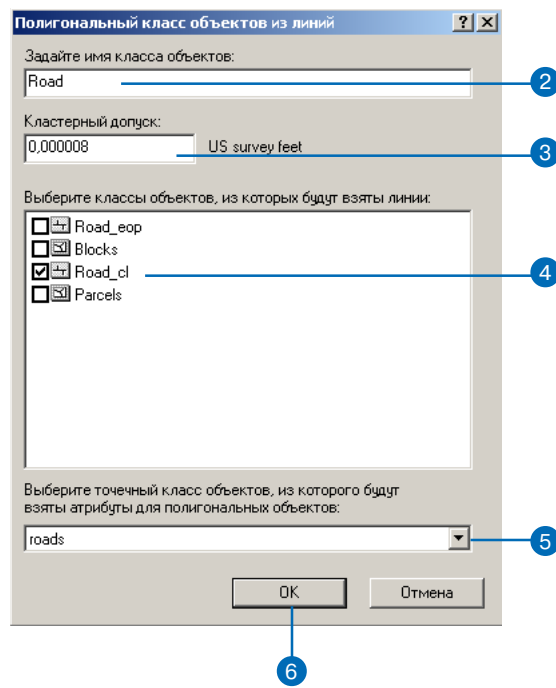 Полигональный класс объектов из линий
Задайте имя класса объектов:
Road
2
Кластерный допуск:
0,000008 US survey feet
3
Выберите классы объектов, из которых будут взяты линии:
Road_eop
Blocks
Road_cl
4
Parcels
Выберите точечный класс объектов, из которого будут
взяты атрибуты для полигональных объектов:
roads
5
OK Отмена
6